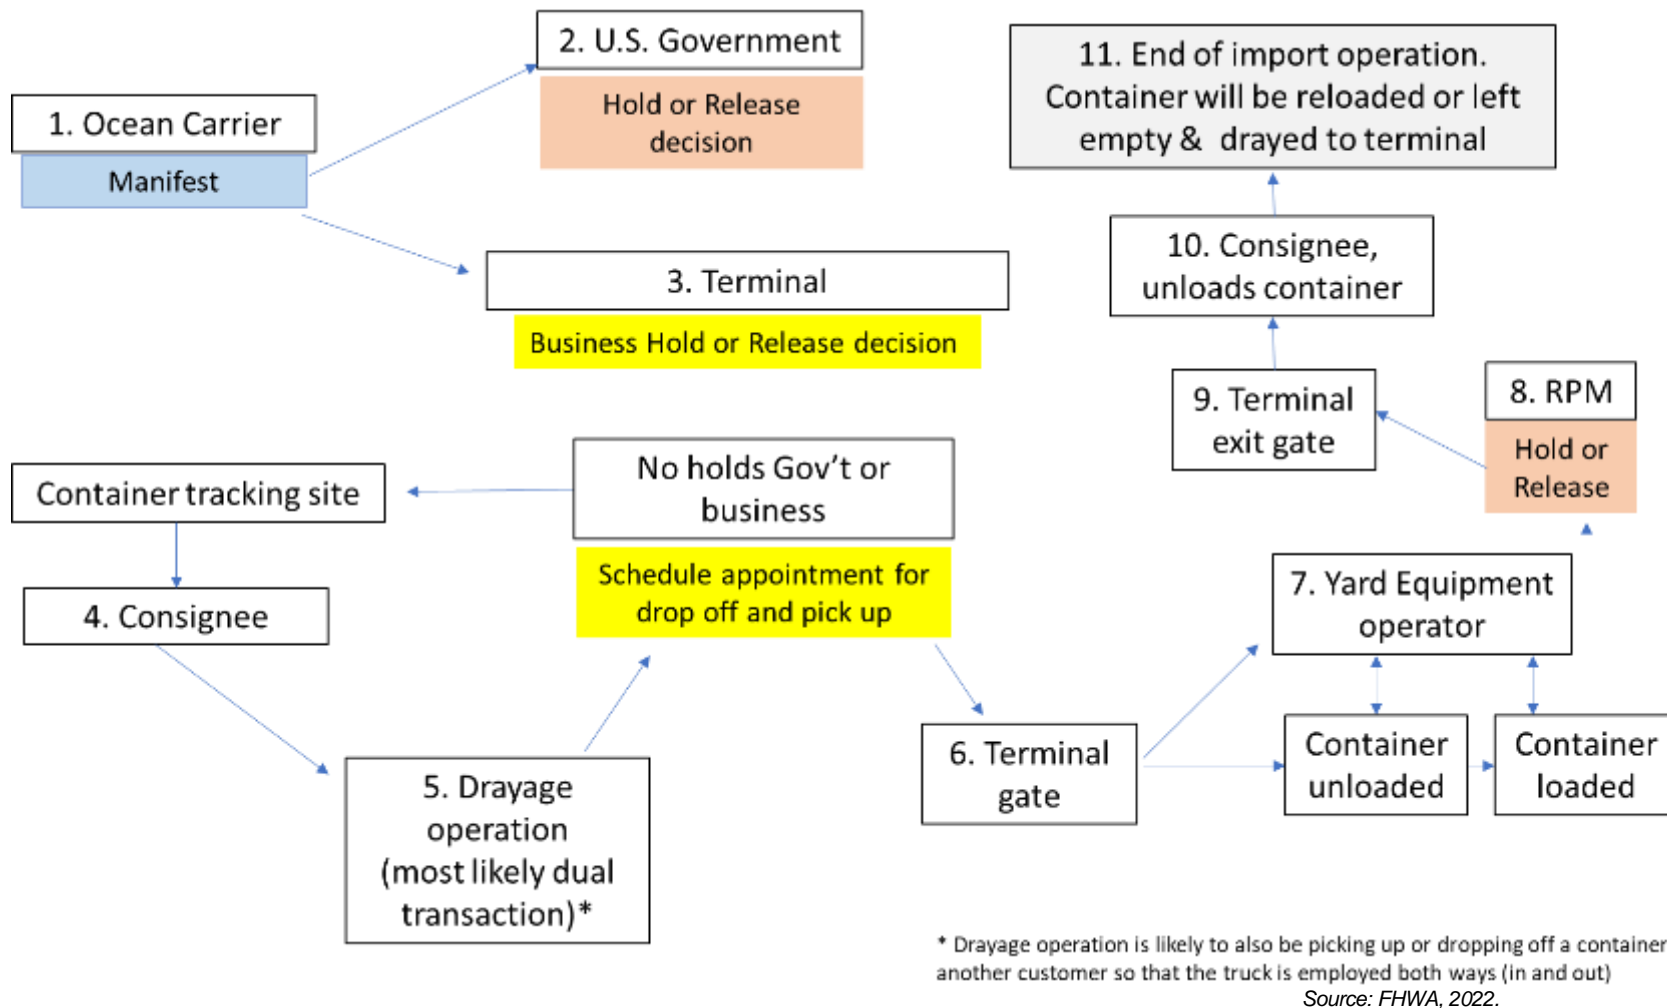 1. Ocean Carrier
Manifest
2. U.S. Government
Hold or Release
decision
3. Terminal
Business Hold or Release decision
No holds Gov't or
business
Schedule appointment for
drop off and pick up
Container tracking site
4. Consignee
5. Drayage
operation
(most likely dual
transaction)*
6. Terminal
gate
7. Yard Equipment
operator
Container
unloaded
Container
loaded
8. RPM
Hold or
Release
9. Terminal
exit gate
10. Consignee,
unloads container
11. End of import operation.
Container will be reloaded or left
empty & drayed to terminal
* Drayage operation is likely to also be picking up or dropping off a container
another customer so that the truck is employed both ways (in and out)
Source: FHWA, 2022.